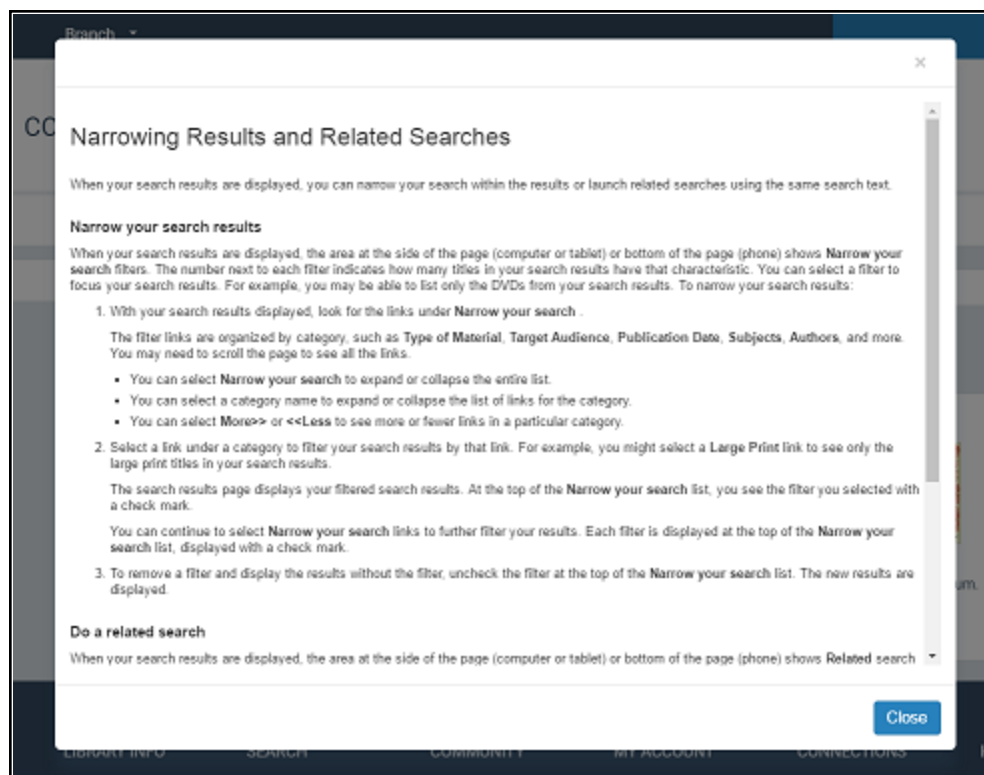 Branch
×
CO
Narrowing Results and Related Searches
When your search results are displayed, you can narrow your search within the results or launch related searches using the same search text.
Narrow your search results
When your search results are displayed, the area at the side of the page (computer or tablet) or bottom of the page (phone) shows Narrow your
search filters. The number next to each filter indicates how many titles in your search results have that characteristic. You can select a filter to
focus your search results. For example, you may be able to list only the DVDs from your search results. To narrow your search results:
1. With your search results displayed, look for the links under Narrow your search .
The filter links are organized by category, such as Type of Material, Target Audience, Publication Date, Subjects, Authors, and more.
You may need to scroll the page to see all the links.
• You can select Narrow your search to expand or collapse the entire list.
• You can select a category name to expand or collapse the list of links for the category.
• You can select More>> or <<Less to see more or fewer links in a particular category.
2. Select a link under a category to filter your search results by that link. For example, you might select a Large Print link to see only the
large print titles in your search results.
The search results page displays your filtered search results. At the top of the Narrow your search list, you see the filter you selected with
a check mark.
You can continue to select Narrow your search links to further filter your results. Each filter is displayed at the top of the Narrow your
search list, displayed with a check mark.
3. To remove a filter and display the results without the filter, uncheck the filter at the top of the Narrow your search list. The new results are
displayed.
um.
Do a related search
When your search results are displayed, the area at the side of the page (computer or tablet) or bottom of the page (phone) shows Related search
Close
LIBRARY INFO SEARCH COMMUNITY MY ACCOUNT CONNECTIONS